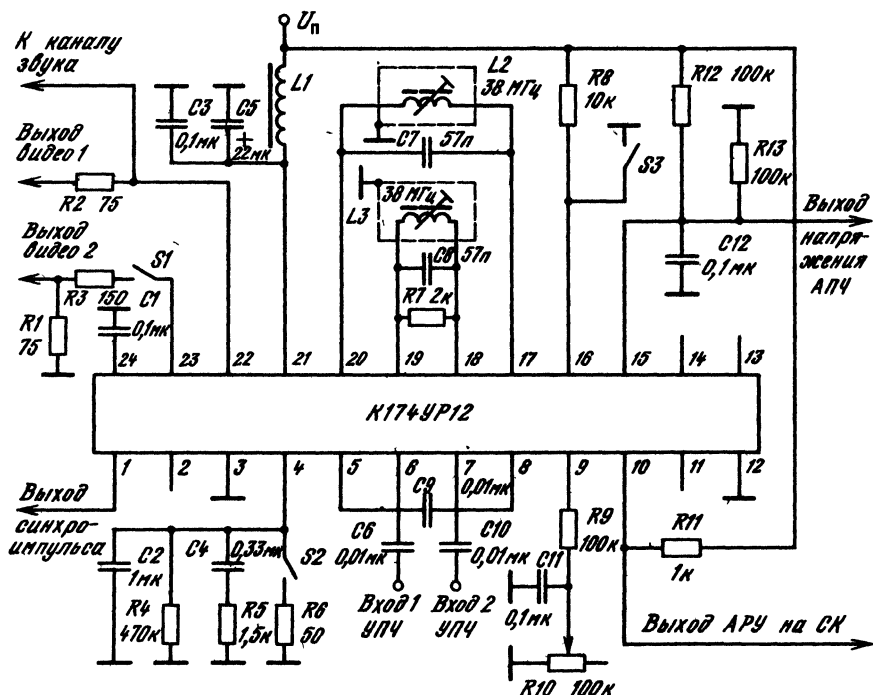 Uп
К каналу
звука
L1
C3
0,1мк
C5
+
22мк
L2
38 МГц
C7
57п
38 МГц
L3
C8
57п
R7 2к
R8
10к
S3
R12 100к
R13
100к
Выход
напря-
жения
АПЧ
C12
0,1мк
Выход
видео 1
R2 75
Выход
видео 2
S1
R3 150
C1
0,1мк
R1
75
24 23 22 21 20 19 18 17 16 15 14 13
К174УР12
1 2 3 4 5 6 7 8 9 10 11 12
Выход
синхро-
импульса
C2
1мк
C4
0,33мк
S2
R4
470к
R5
1,5к
R6
50
C9
0,01мк
C6
0,01мк
C10
0,01мк
Вход 1
УПЧ
Вход 2
УПЧ
C11
0,1мк
R9
100к
R10 100к
R11
1к
Выход АРУ на СК